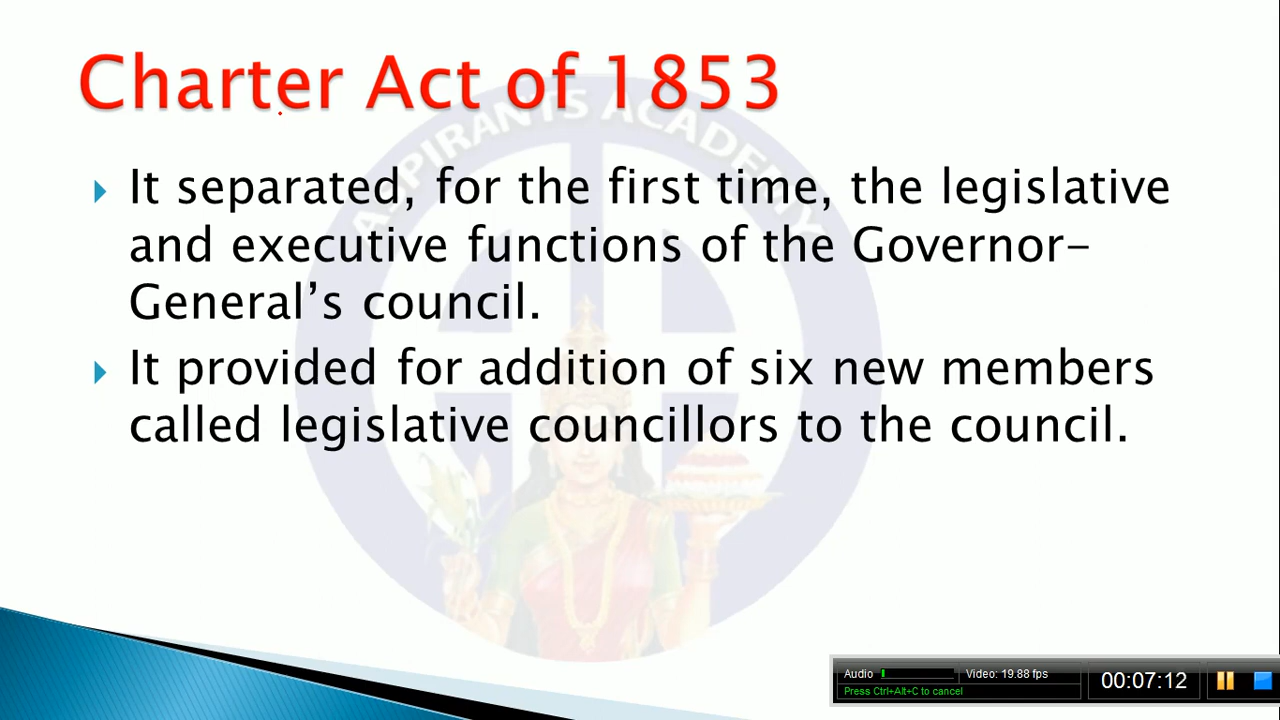 Charter Act of 1853
ASPIRANTS ACADEMY
It separated, for the first time, the legislative
and executive functions of the Governor-
General’s council.
It provided for addition of six new members
called legislative councillors to the council.
Audio
Video: 19.88 fps
Press Ctrl+Alt+C to cancel
00:07:12